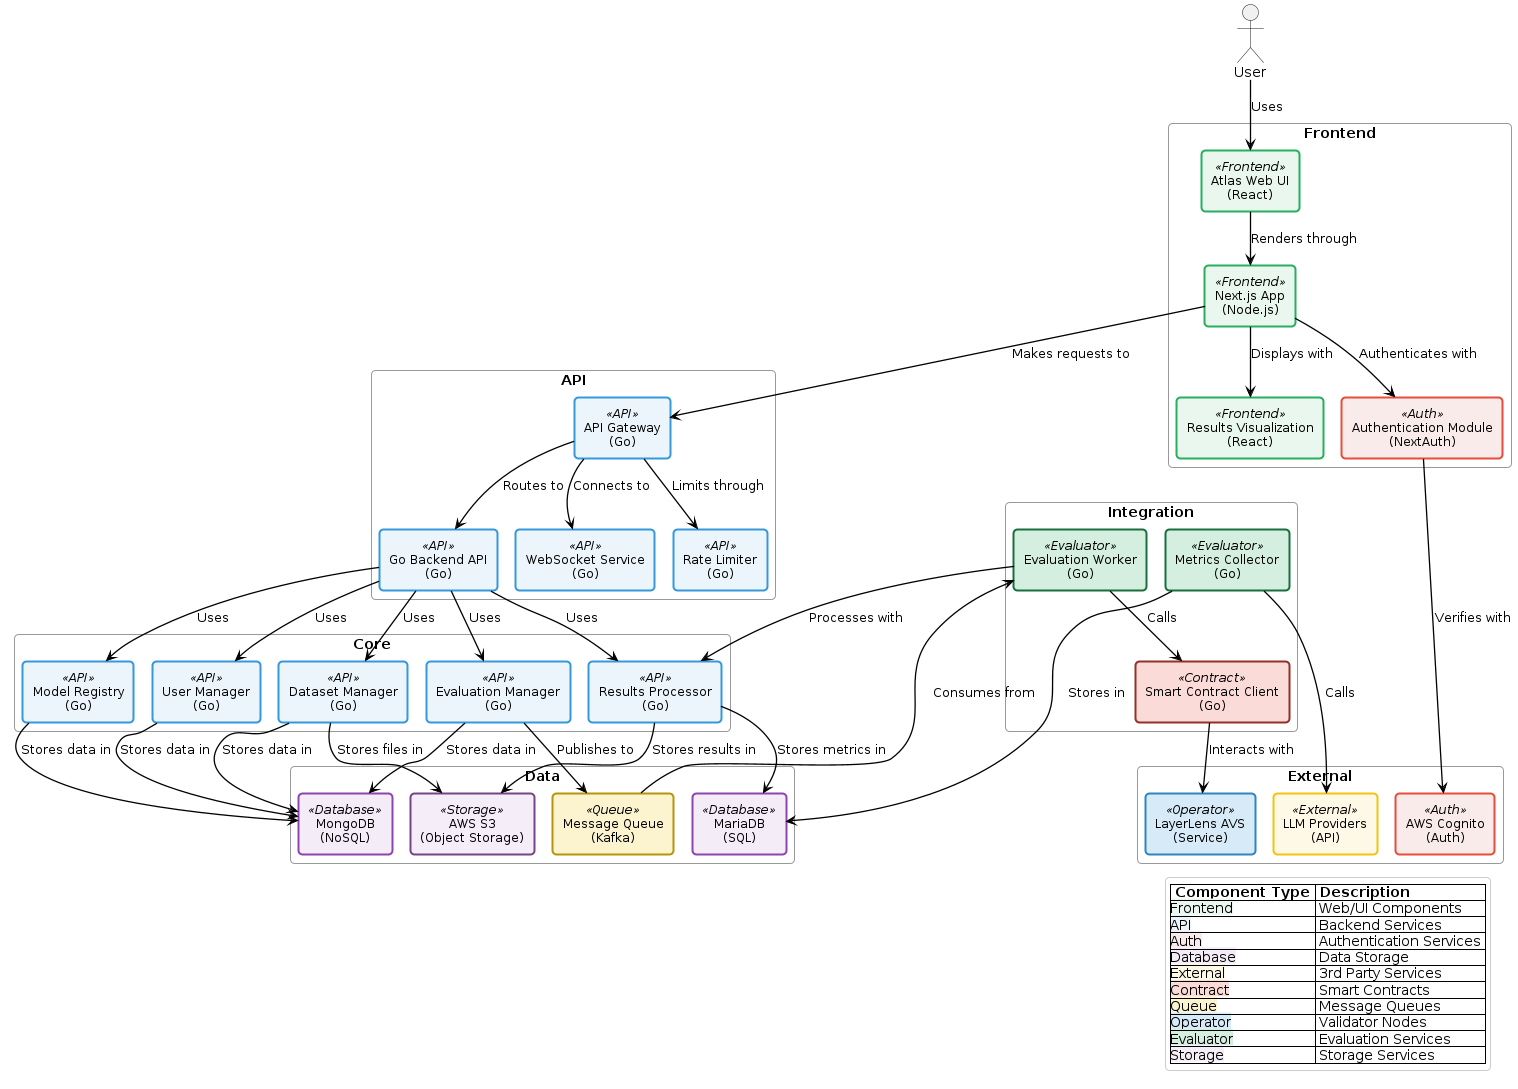 User
Uses
Frontend
«Frontend»
Atlas Web UI
(React)
Renders through
«Frontend»
Next.js App
(Node.js)
Makes requests to
Displays with
Authenticates with
API
«API»
API Gateway
(Go)
«Frontend»
Results Visualization
(React)
«Auth»
Authentication Module
(NextAuth)
Routes to
Connects to
Limits through
Integration
«API»
Go Backend API
(Go)
«API»
WebSocket Service
(Go)
«API»
Rate Limiter
(Go)
«Evaluator»
Evaluation Worker
(Go)
«Evaluator»
Metrics Collector
(Go)
Uses
Uses
Uses
Uses
Uses
Processes with
Calls
Verifies with
Core
«API»
Model Registry
(Go)
«API»
User Manager
(Go)
«API»
Dataset Manager
(Go)
«API»
Evaluation Manager
(Go)
«API»
Results Processor
(Go)
Consumes from
Stores in
«Contract»
Smart Contract Client
(Go)
Calls
Stores data in
Stores data in
Stores data in
Stores files in
Stores data in
Publishes to
Stores results in
Stores metrics in
Interacts with
Data
«Database»
MongoDB
(NoSQL)
«Storage»
AWS S3
(Object Storage)
«Queue»
Message Queue
(Kafka)
«Database»
MariaDB
(SQL)
External
«Operator»
LayerLens AVS
(Service)
«External»
LLM Providers
(API)
«Auth»
AWS Cognito
(Auth)
Component Type Description
Frontend Web/UI Components
API Backend Services
Auth Authentication Services
Database Data Storage
External 3rd Party Services
Contract Smart Contracts
Queue Message Queues
Operator Validator Nodes
Evaluator Evaluation Services
Storage Storage Services